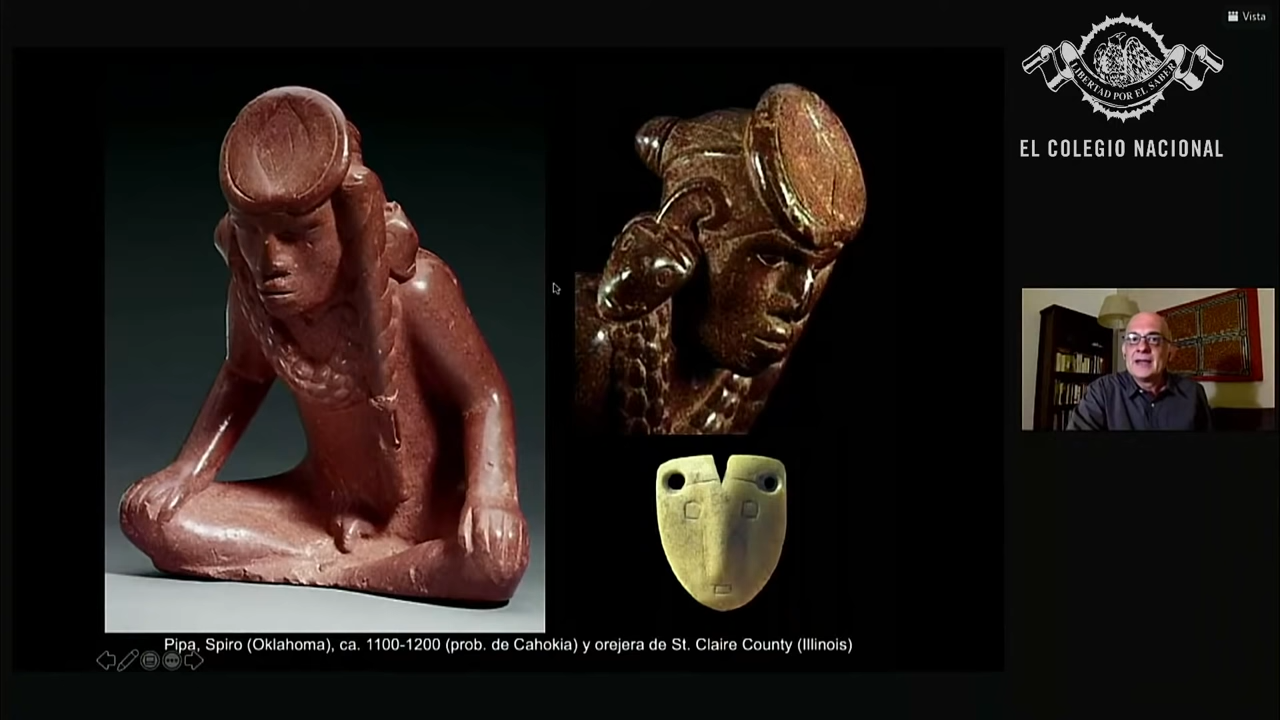 Vista
LIBERTAD POR EL SABER
EL COLEGIO NACIONAL
Pipa, Spiro (Oklahoma), ca. 1100-1200 (prob. de Cahokia) y orejera de St. Claire County (Illinois)